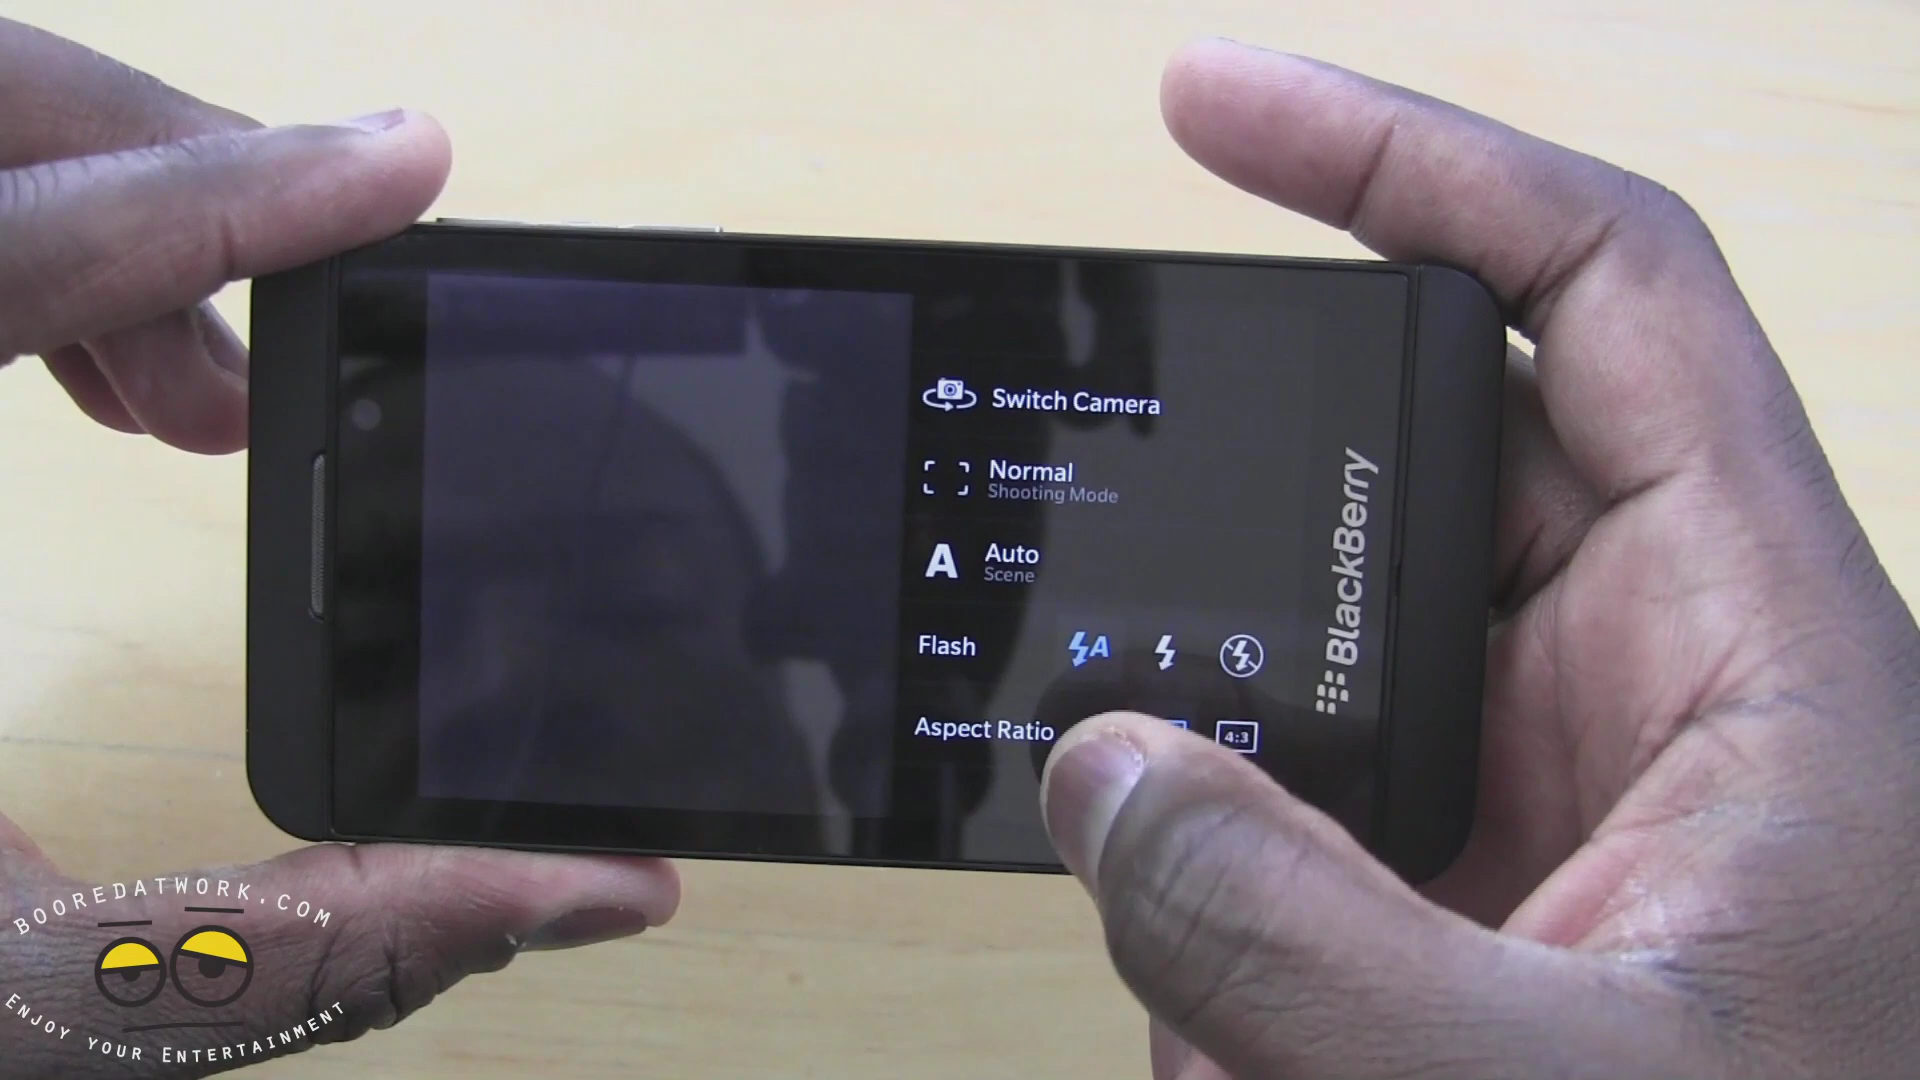 Switch Camera
Normal
Shooting Mode
A
Auto
Scene
Flash
A
Aspect Ratio
4:3
BlackBerry
BOOREDATWORK.COM
ENJOY YOUR ENTERTAINMENT